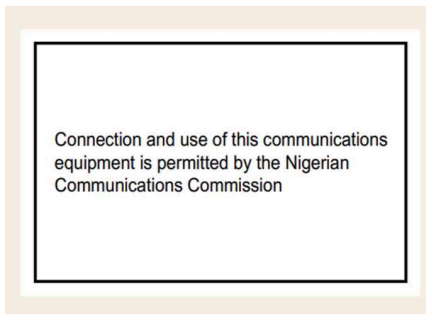 Connection and use of this communications
equipment is permitted by the Nigerian
Communications Commission